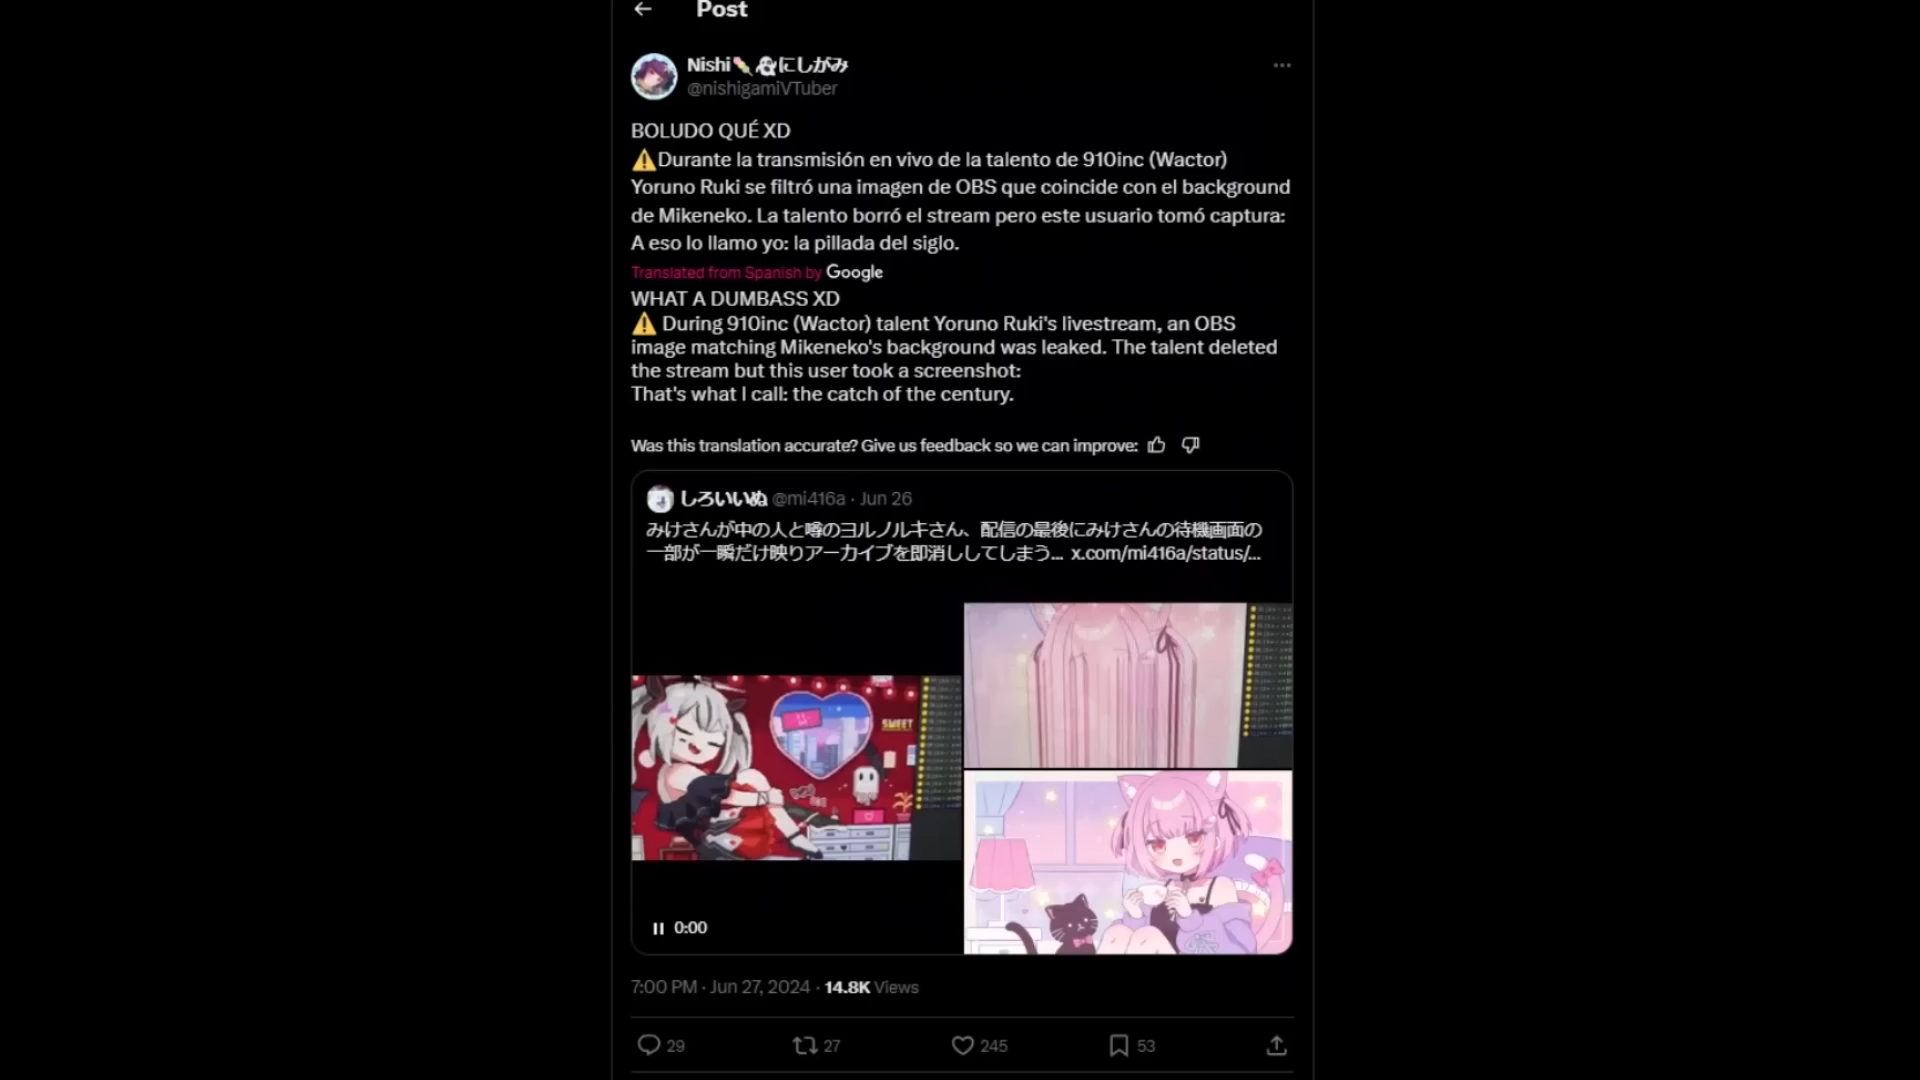 Post
Nishi🍡👻にしがみ
@nishigamiVTuber
BOLUDO QUÉ XD
⚠️Durante la transmisión en vivo de la talento de 910inc (Wactor)
Yoruno Ruki se filtró una imagen de OBS que coincide con el background
de Mikeneko. La talento borró el stream pero este usuario tomó captura:
A eso lo llamo yo: la pillada del siglo.
Translated from Spanish by Google
WHAT A DUMBASS XD
⚠️ During 910inc (Wactor) talent Yoruno Ruki's livestream, an OBS
image matching Mikeneko's background was leaked. The talent deleted
the stream but this user took a screenshot:
That's what I call: the catch of the century.
Was this translation accurate? Give us feedback so we can improve:
しろいいぬ @mi416a · Jun 26
みけさんが中の人と噂のヨルノルキさん、配信の最後にみけさんの待機画面の
一部が一瞬だけ映りアーカイブを即消ししてしまう... x.com/mi416a/status/...
SWEET
0:00
7:00 PM · Jun 27, 2024 · 14.8K Views
29 27 245 53